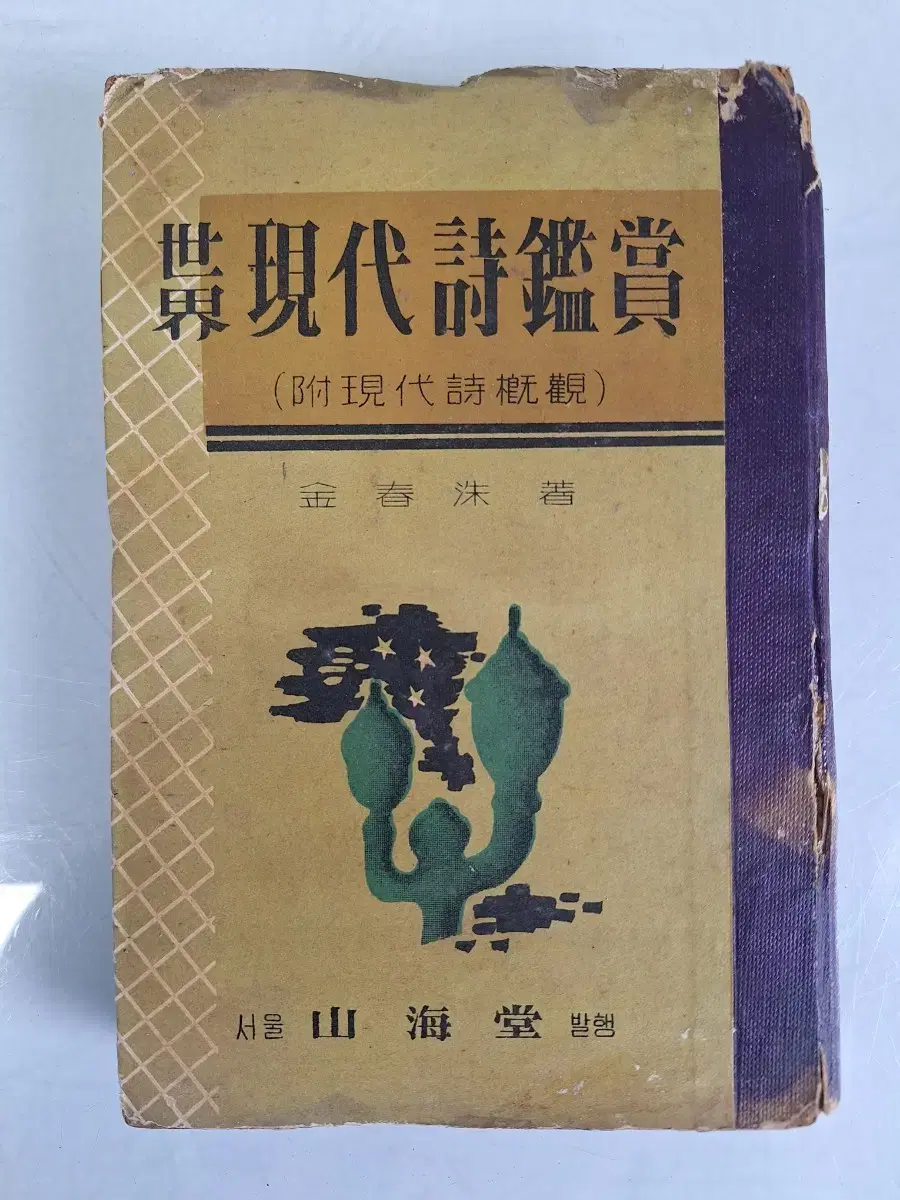 世界 現代詩鑑賞
(附現代詩槪觀)
金春洙 著
서울 山海堂 발행